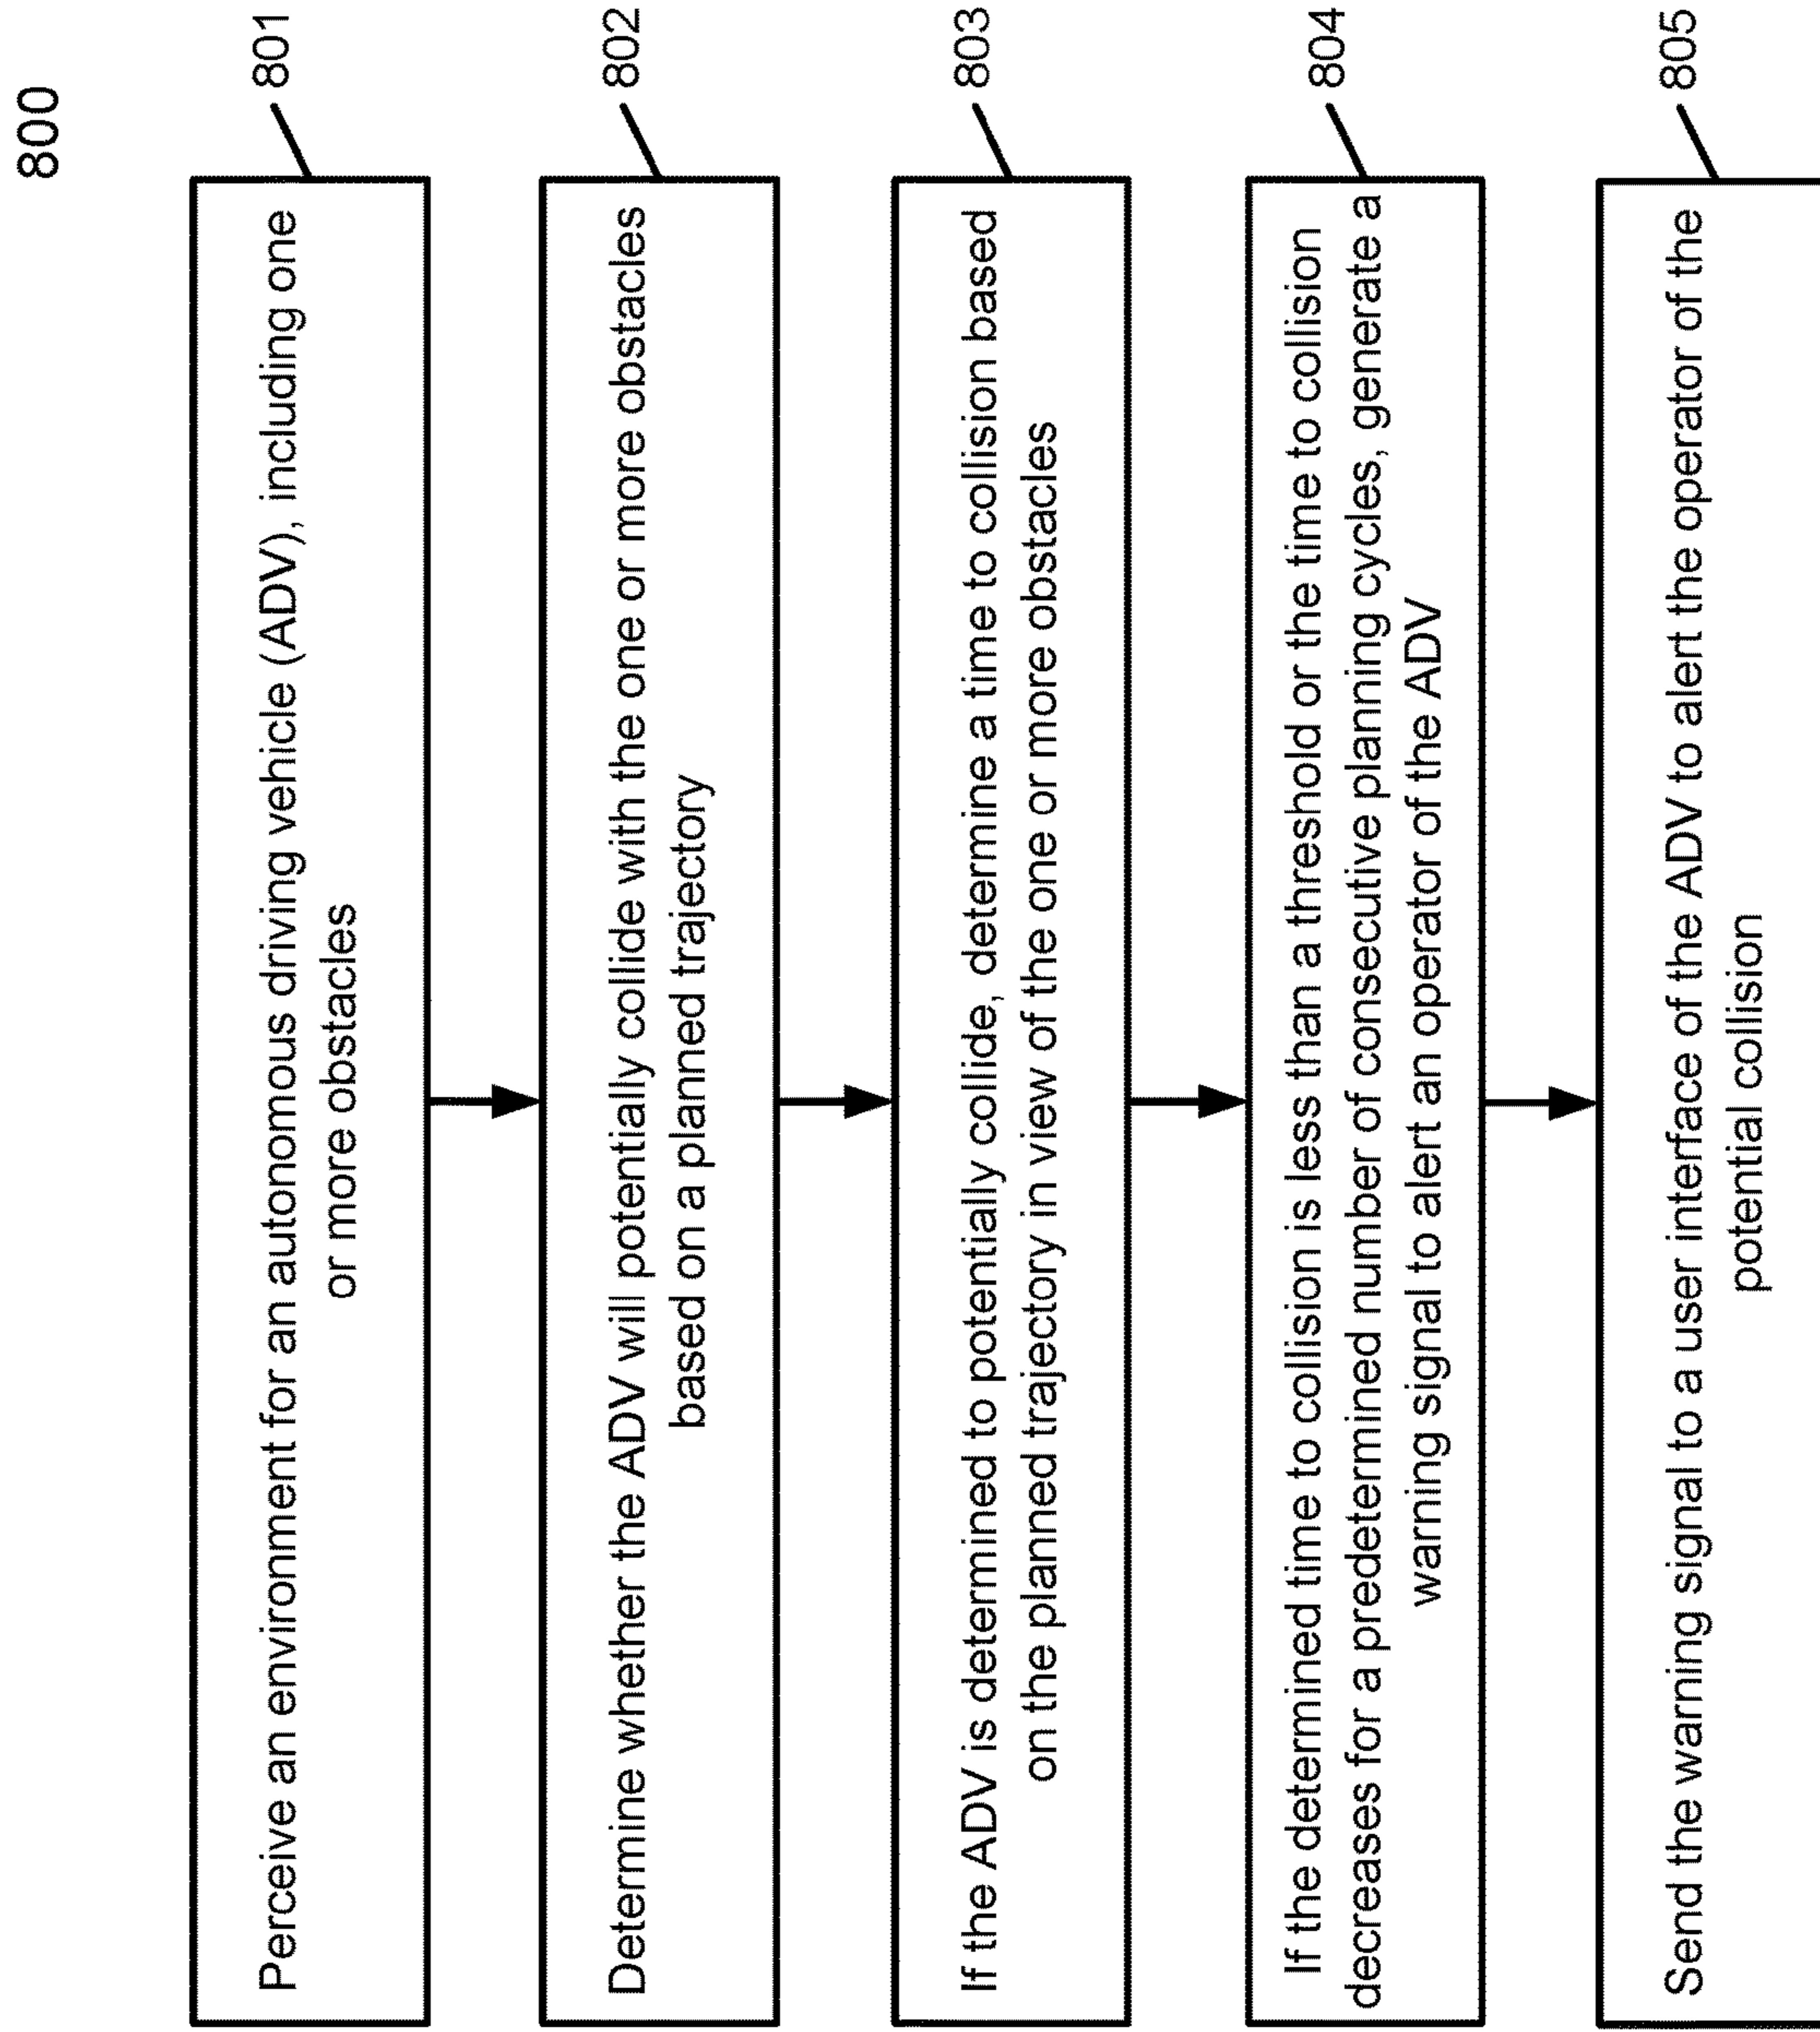 800
Perceive an environment for an autonomous driving vehicle (ADV), including one
or more obstacles
801
Determine whether the ADV will potentially collide with the one or more obstacles
based on a planned trajectory
802
If the ADV is determined to potentially collide, determine a time to collision based
on the planned trajectory in view of the one or more obstacles
803
If the determined time to collision is less than a threshold or the time to collision
decreases for a predetermined number of consecutive planning cycles, generate a
warning signal to alert an operator of the ADV
804
Send the warning signal to a user interface of the ADV to alert the operator of the
potential collision
805